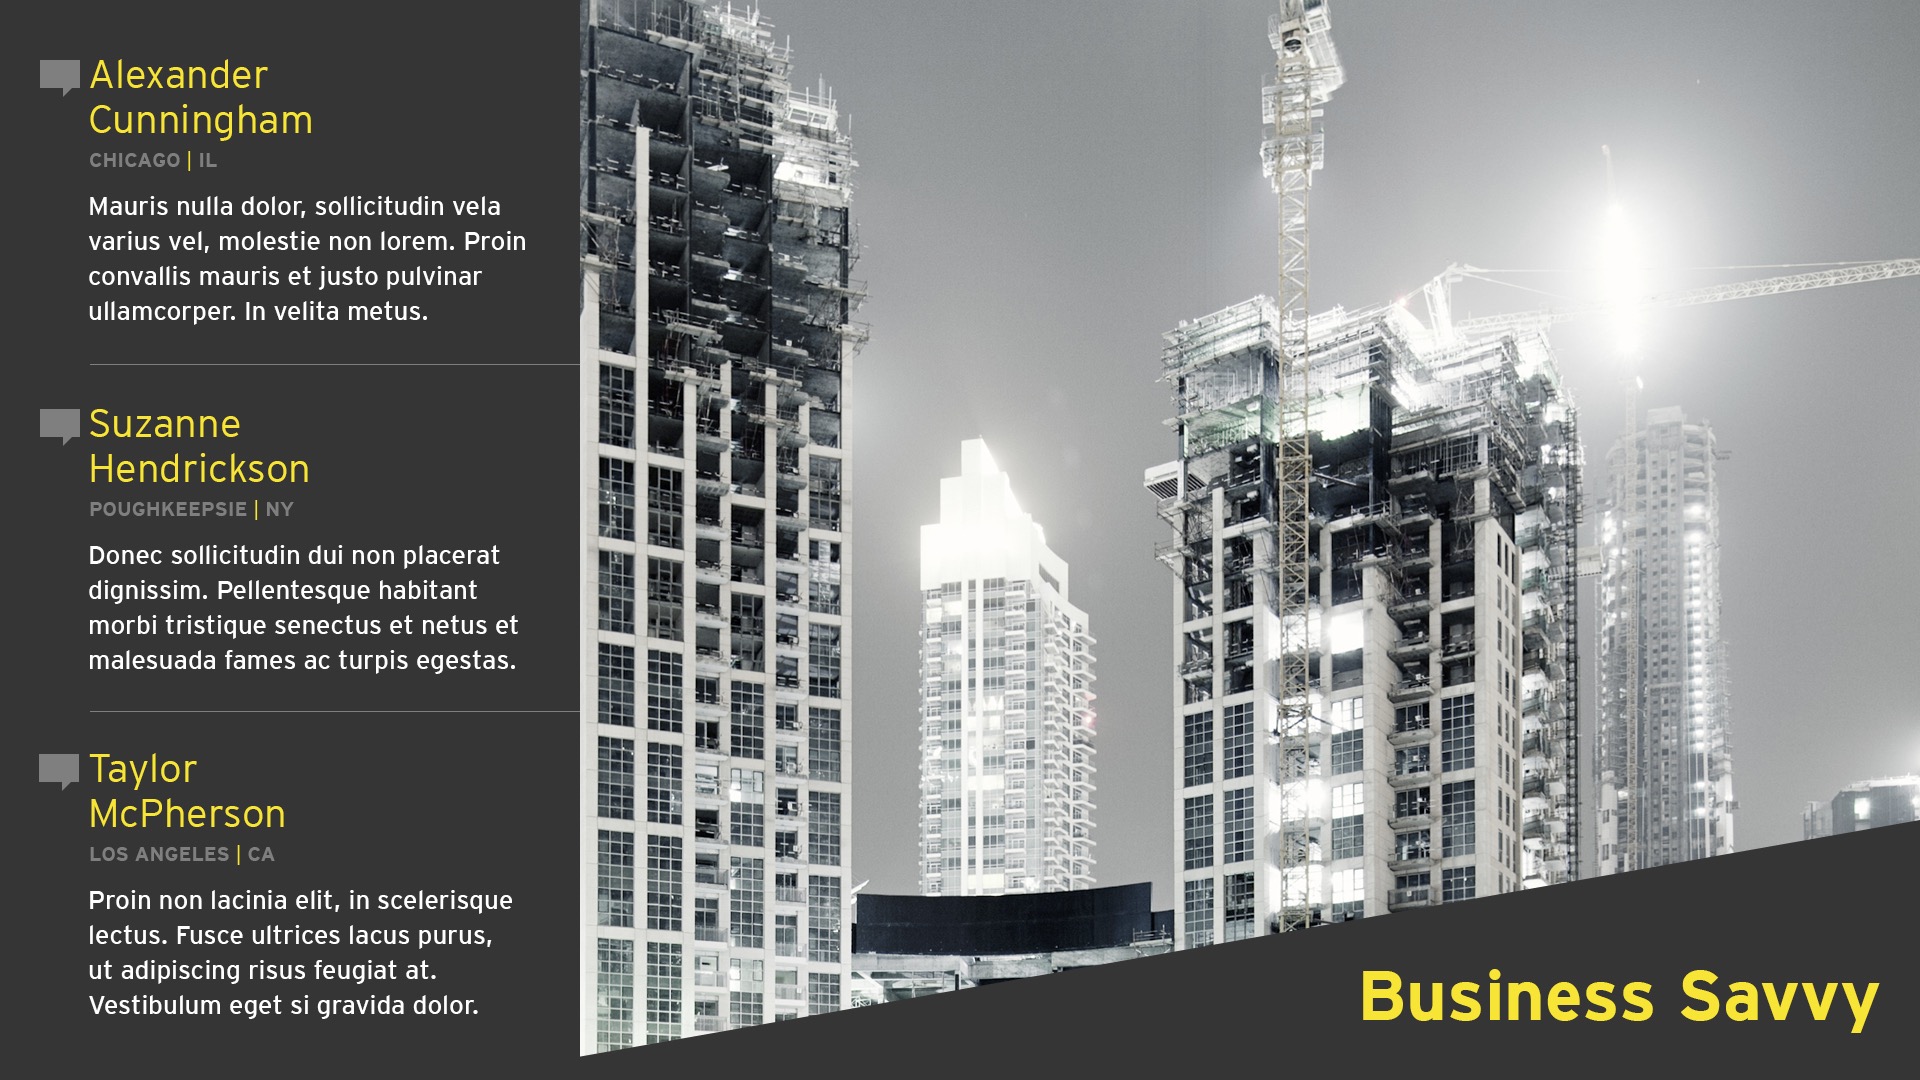 Alexander
Cunningham
CHICAGO | IL
Mauris nulla dolor, sollicitudin vela
varius vel, molestie non lorem. Proin
convallis mauris et justo pulvinar
ullamcorper. In velita metus.
Suzanne
Hendrickson
POUGHKEEPSIE | NY
Donec sollicitudin dui non placerat
dignissim. Pellentesque habitant
morbi tristique senectus et netus et
malesuada fames ac turpis egestas.
Taylor
McPherson
LOS ANGELES | CA
Proin non lacinia elit, in scelerisque
lectus. Fusce ultrices lacus purus,
ut adipiscing risus feugiat at.
Vestibulum eget si gravida dolor.
Business Savvy